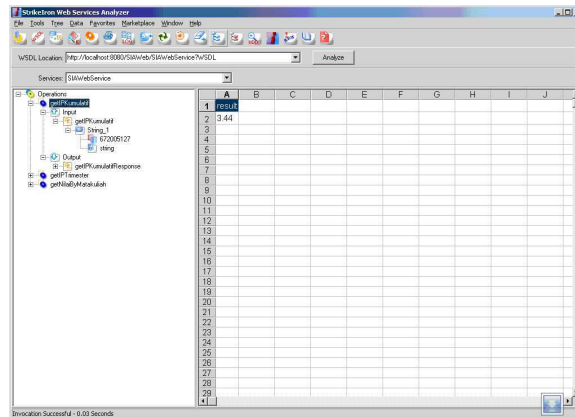 StrikeIron Web Services Analyzer
File Tools Tree Data Favorites Marketplace Window Help
WSDL Location: http://localhost:8080/SIAWeb/SIAWebService?WSDL Analyze
Services: SIAWebService
Operations
getIPKumulatif
Input
getIPKumulatif
String_1
672005127
string
Output
getIPKumulatifResponse
getIPTrimester
getNilaiByMatakuliah
A B C D E F G H I J
1 result
2 3.44
3
4
5
6
7
8
9
10
11
12
13
14
15
16
17
18
19
20
21
22
23
24
25
26
27
28
29
Invocation Successful - 0.03 Seconds